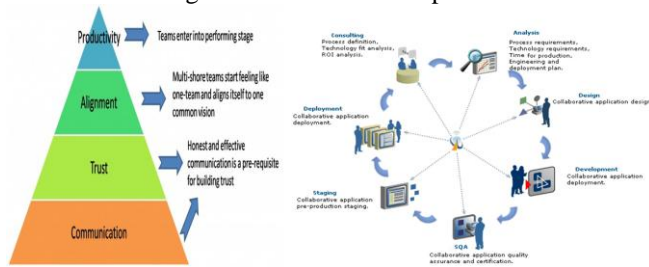 Productivity
Teams enter into performing stage
Alignment
Multi-shore teams start feeling like
one-team and aligns itself to one
common vision
Trust
Honest and effective
communication is a pre-requisite
for building trust
Communication
Consulting
Process definition,
Technology fit analysis,
ROI analysis.
Analysis
Process requirements,
Technology requirements,
Time for production,
Engineering and
deployment plan.
Design
Collaborative application design
Development
Collaborative application
deployment.
SQA
Collaborative application quality
assurance and certification.
Staging
Collaborative application
pre-production staging.
Deployment
Collaborative application
deployment.